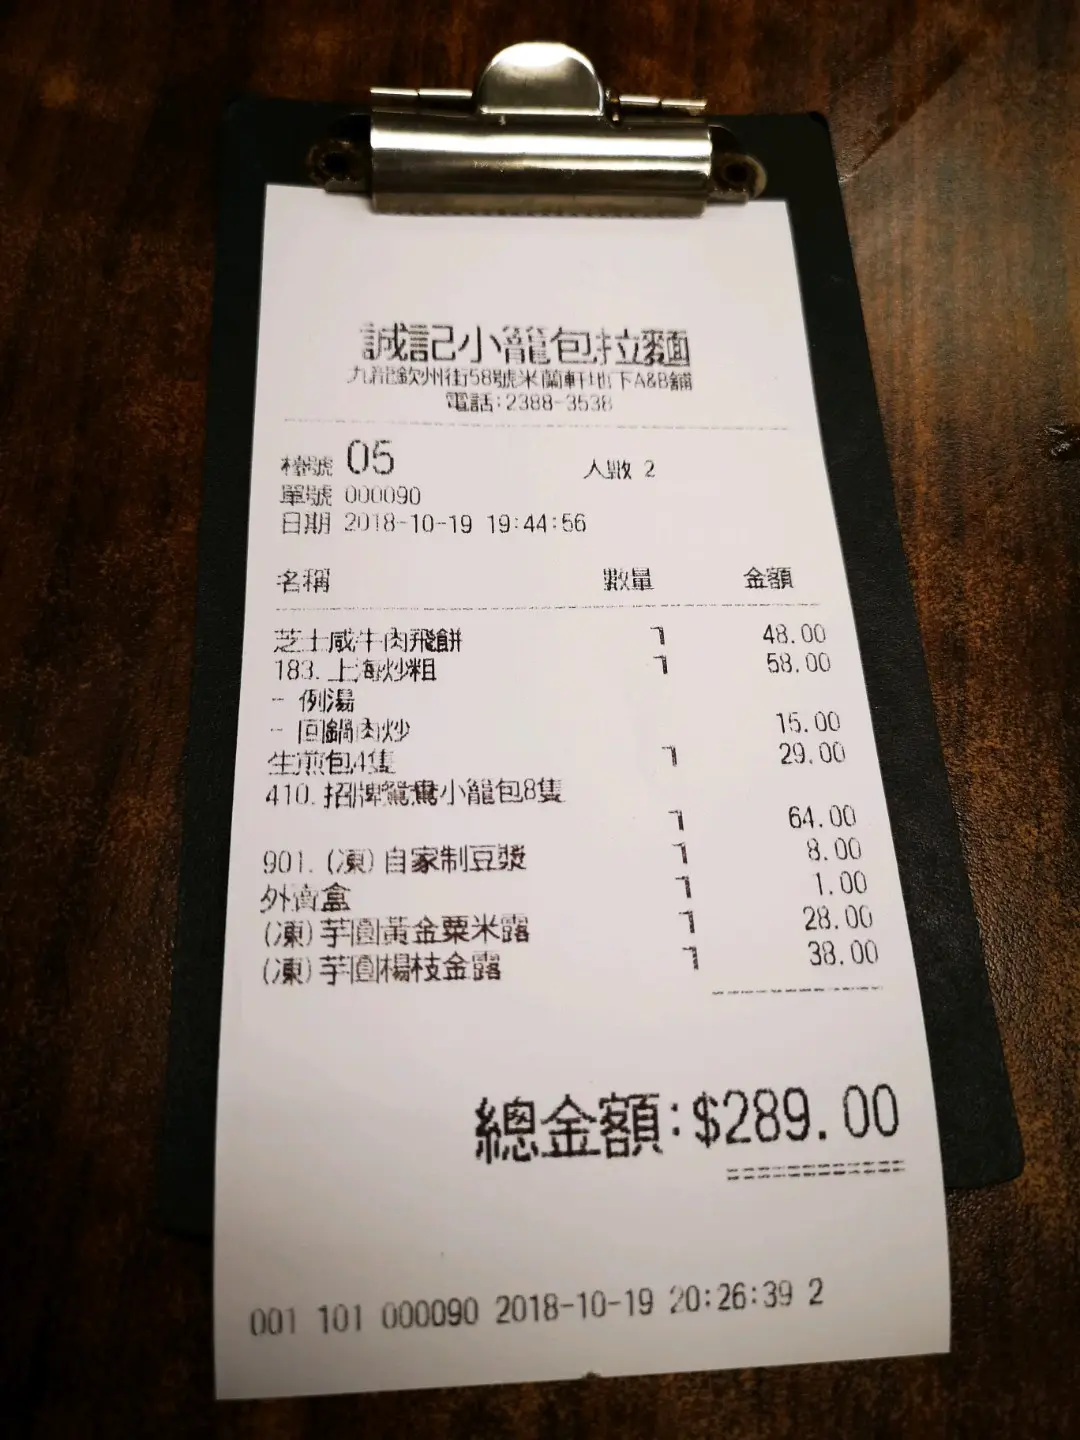 誠記小籠包拉麵
九龍欽州街58號米蘭軒地下A&B舖
電話:2388-3538
檯號 05 人數 2
單號 000090
日期 2018-10-19 19:44:56
名稱 數量 金額
芝士咸牛肉飛餅 1 48.00
183. 上海炒粗 1 58.00
- 例湯
- 回鍋肉炒 15.00
生煎包4隻 1 29.00
410. 招牌鴛鴦小籠包8隻
1 64.00
901. (凍)自家制豆漿 1 8.00
外賣盒 1 1.00
(凍)芋圓黃金粟米露 1 28.00
(凍)芋圓楊枝金露 1 38.00
總金額:$289.00
001 101 000090 2018-10-19 20:26:39 2